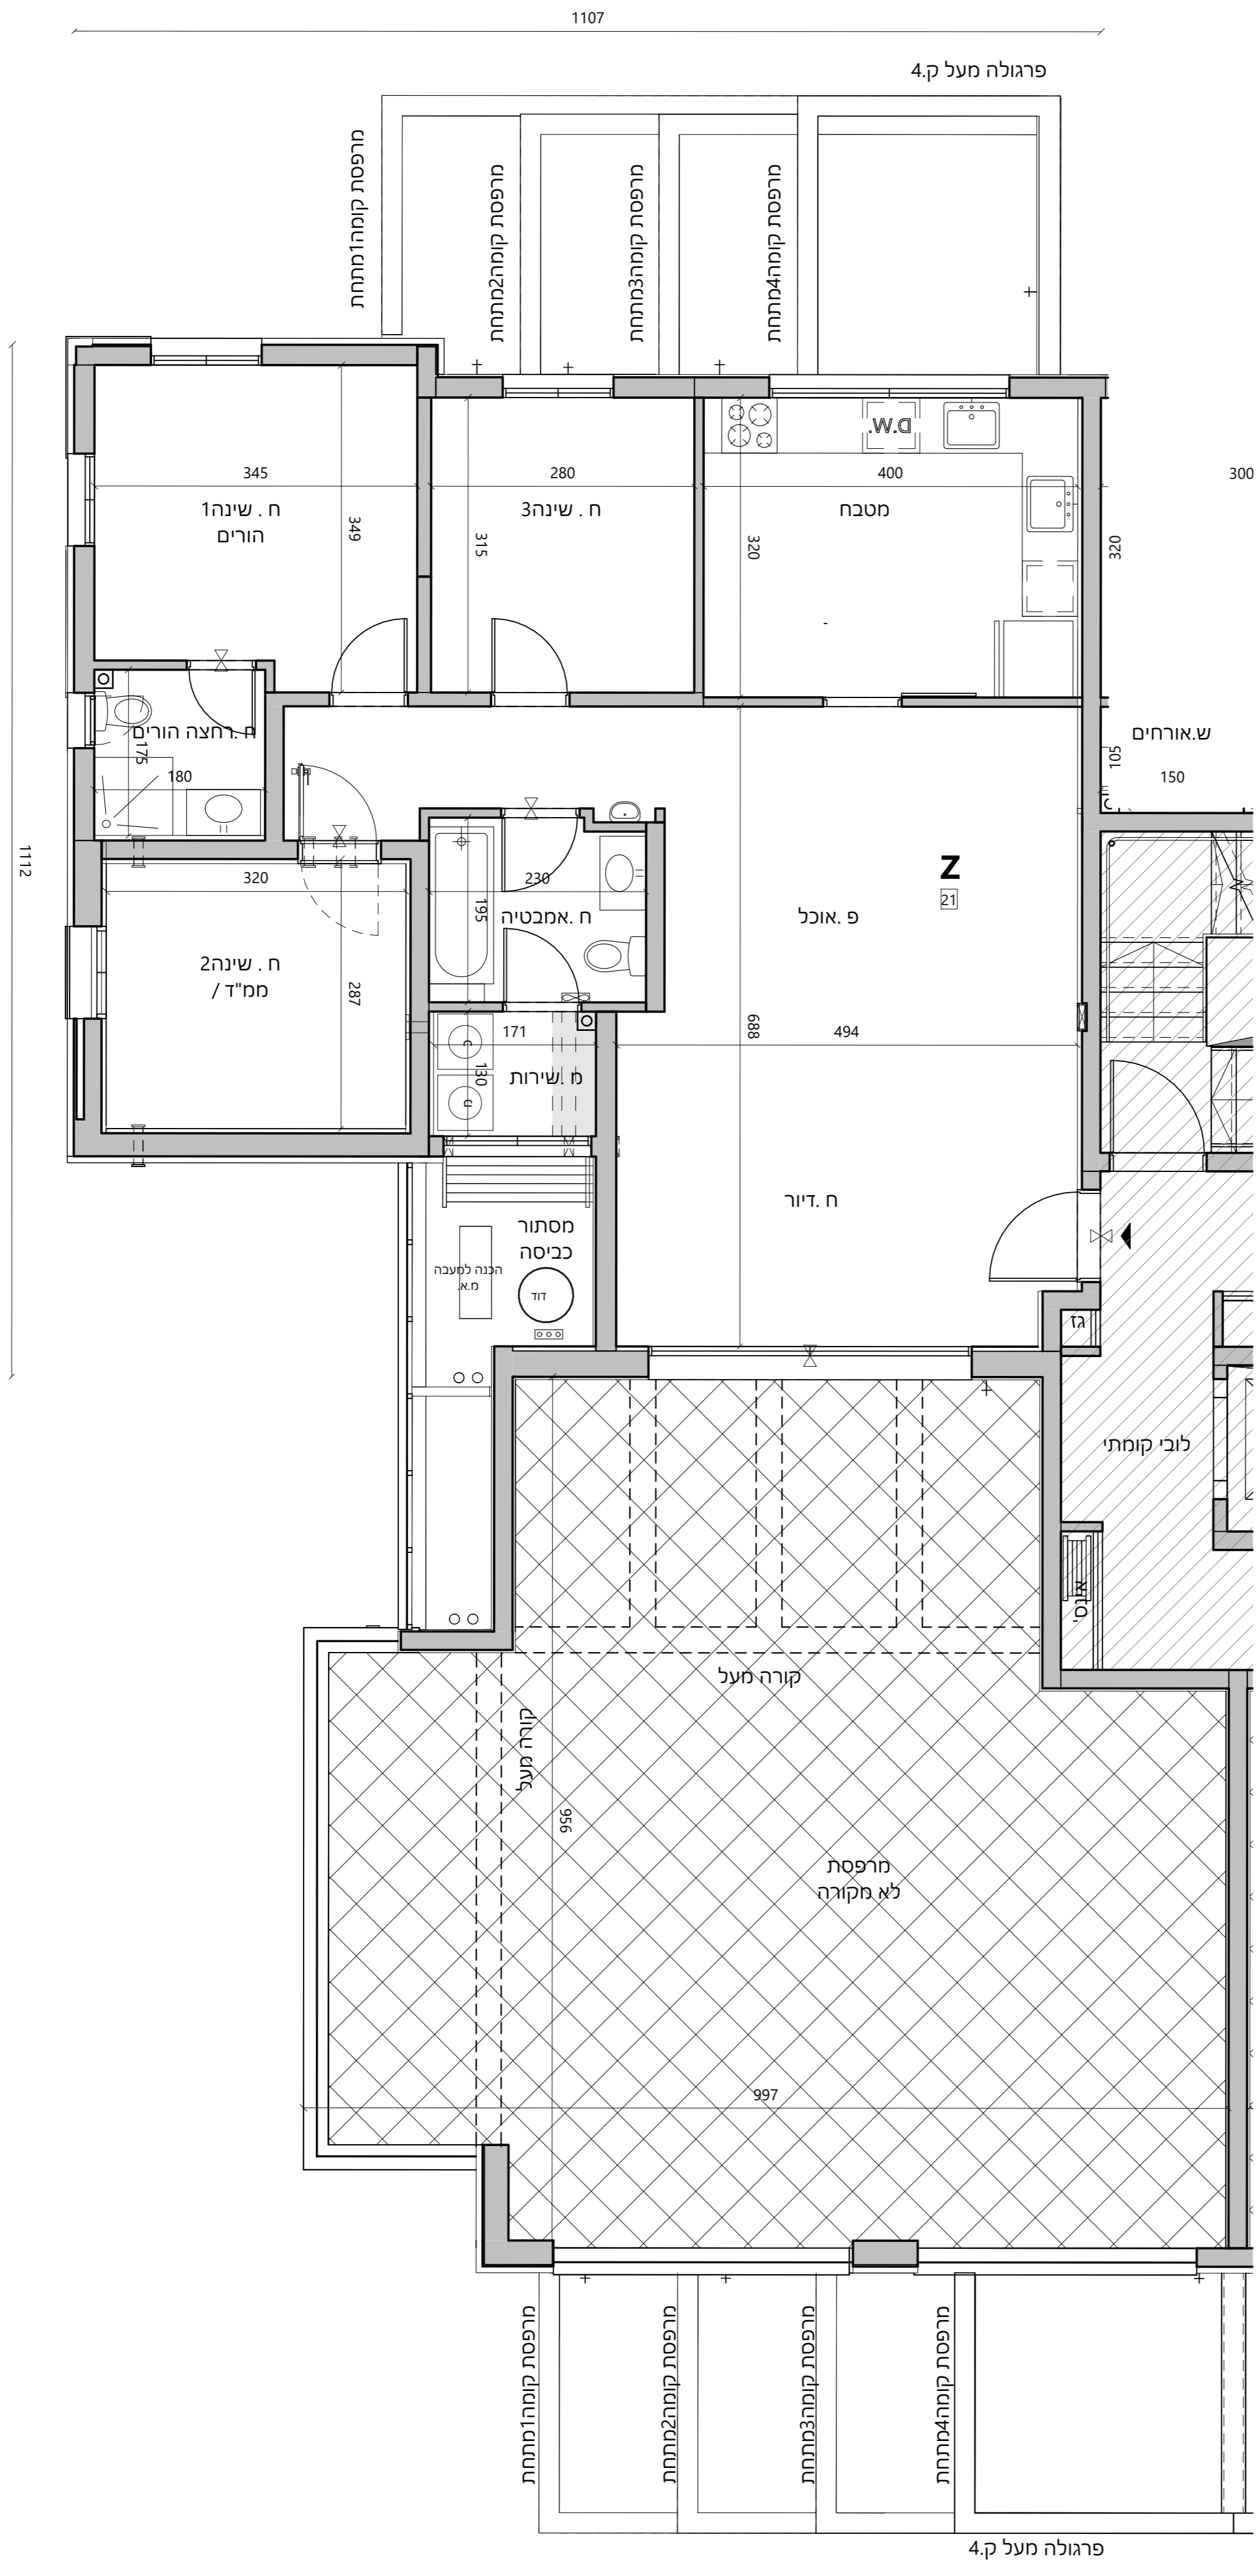 1107
פרגולה מעל ק.4
מרפסת קומה1מתחת
מרפסת קומה2מתחת
מרפסת קומה3מתחת
מרפסת קומה4מתחת
D.W.
345
280
400
300
ח . שינה1
הורים
ח . שינה3
מטבח
349
315
320
320
ח .רחצה הורים
175
180
ש.אורחים
105
150
1112
320
230
195
ח .אמבטיה
Z
21
פ .אוכל
ח . שינה2
/ ממ"ד
287
171
130
מ .שירות
688
494
ח .דיור
מסתור
כביסה
הכנה למעבה
מ.א.
דוד
גז
לובי קומתי
קורה מעל
קורה מעל
956
מרפסת
לא מקורה
997
מרפסת קומה1מתחת
מרפסת קומה2מתחת
מרפסת קומה3מתחת
מרפסת קומה4מתחת
פרגולה מעל ק.4